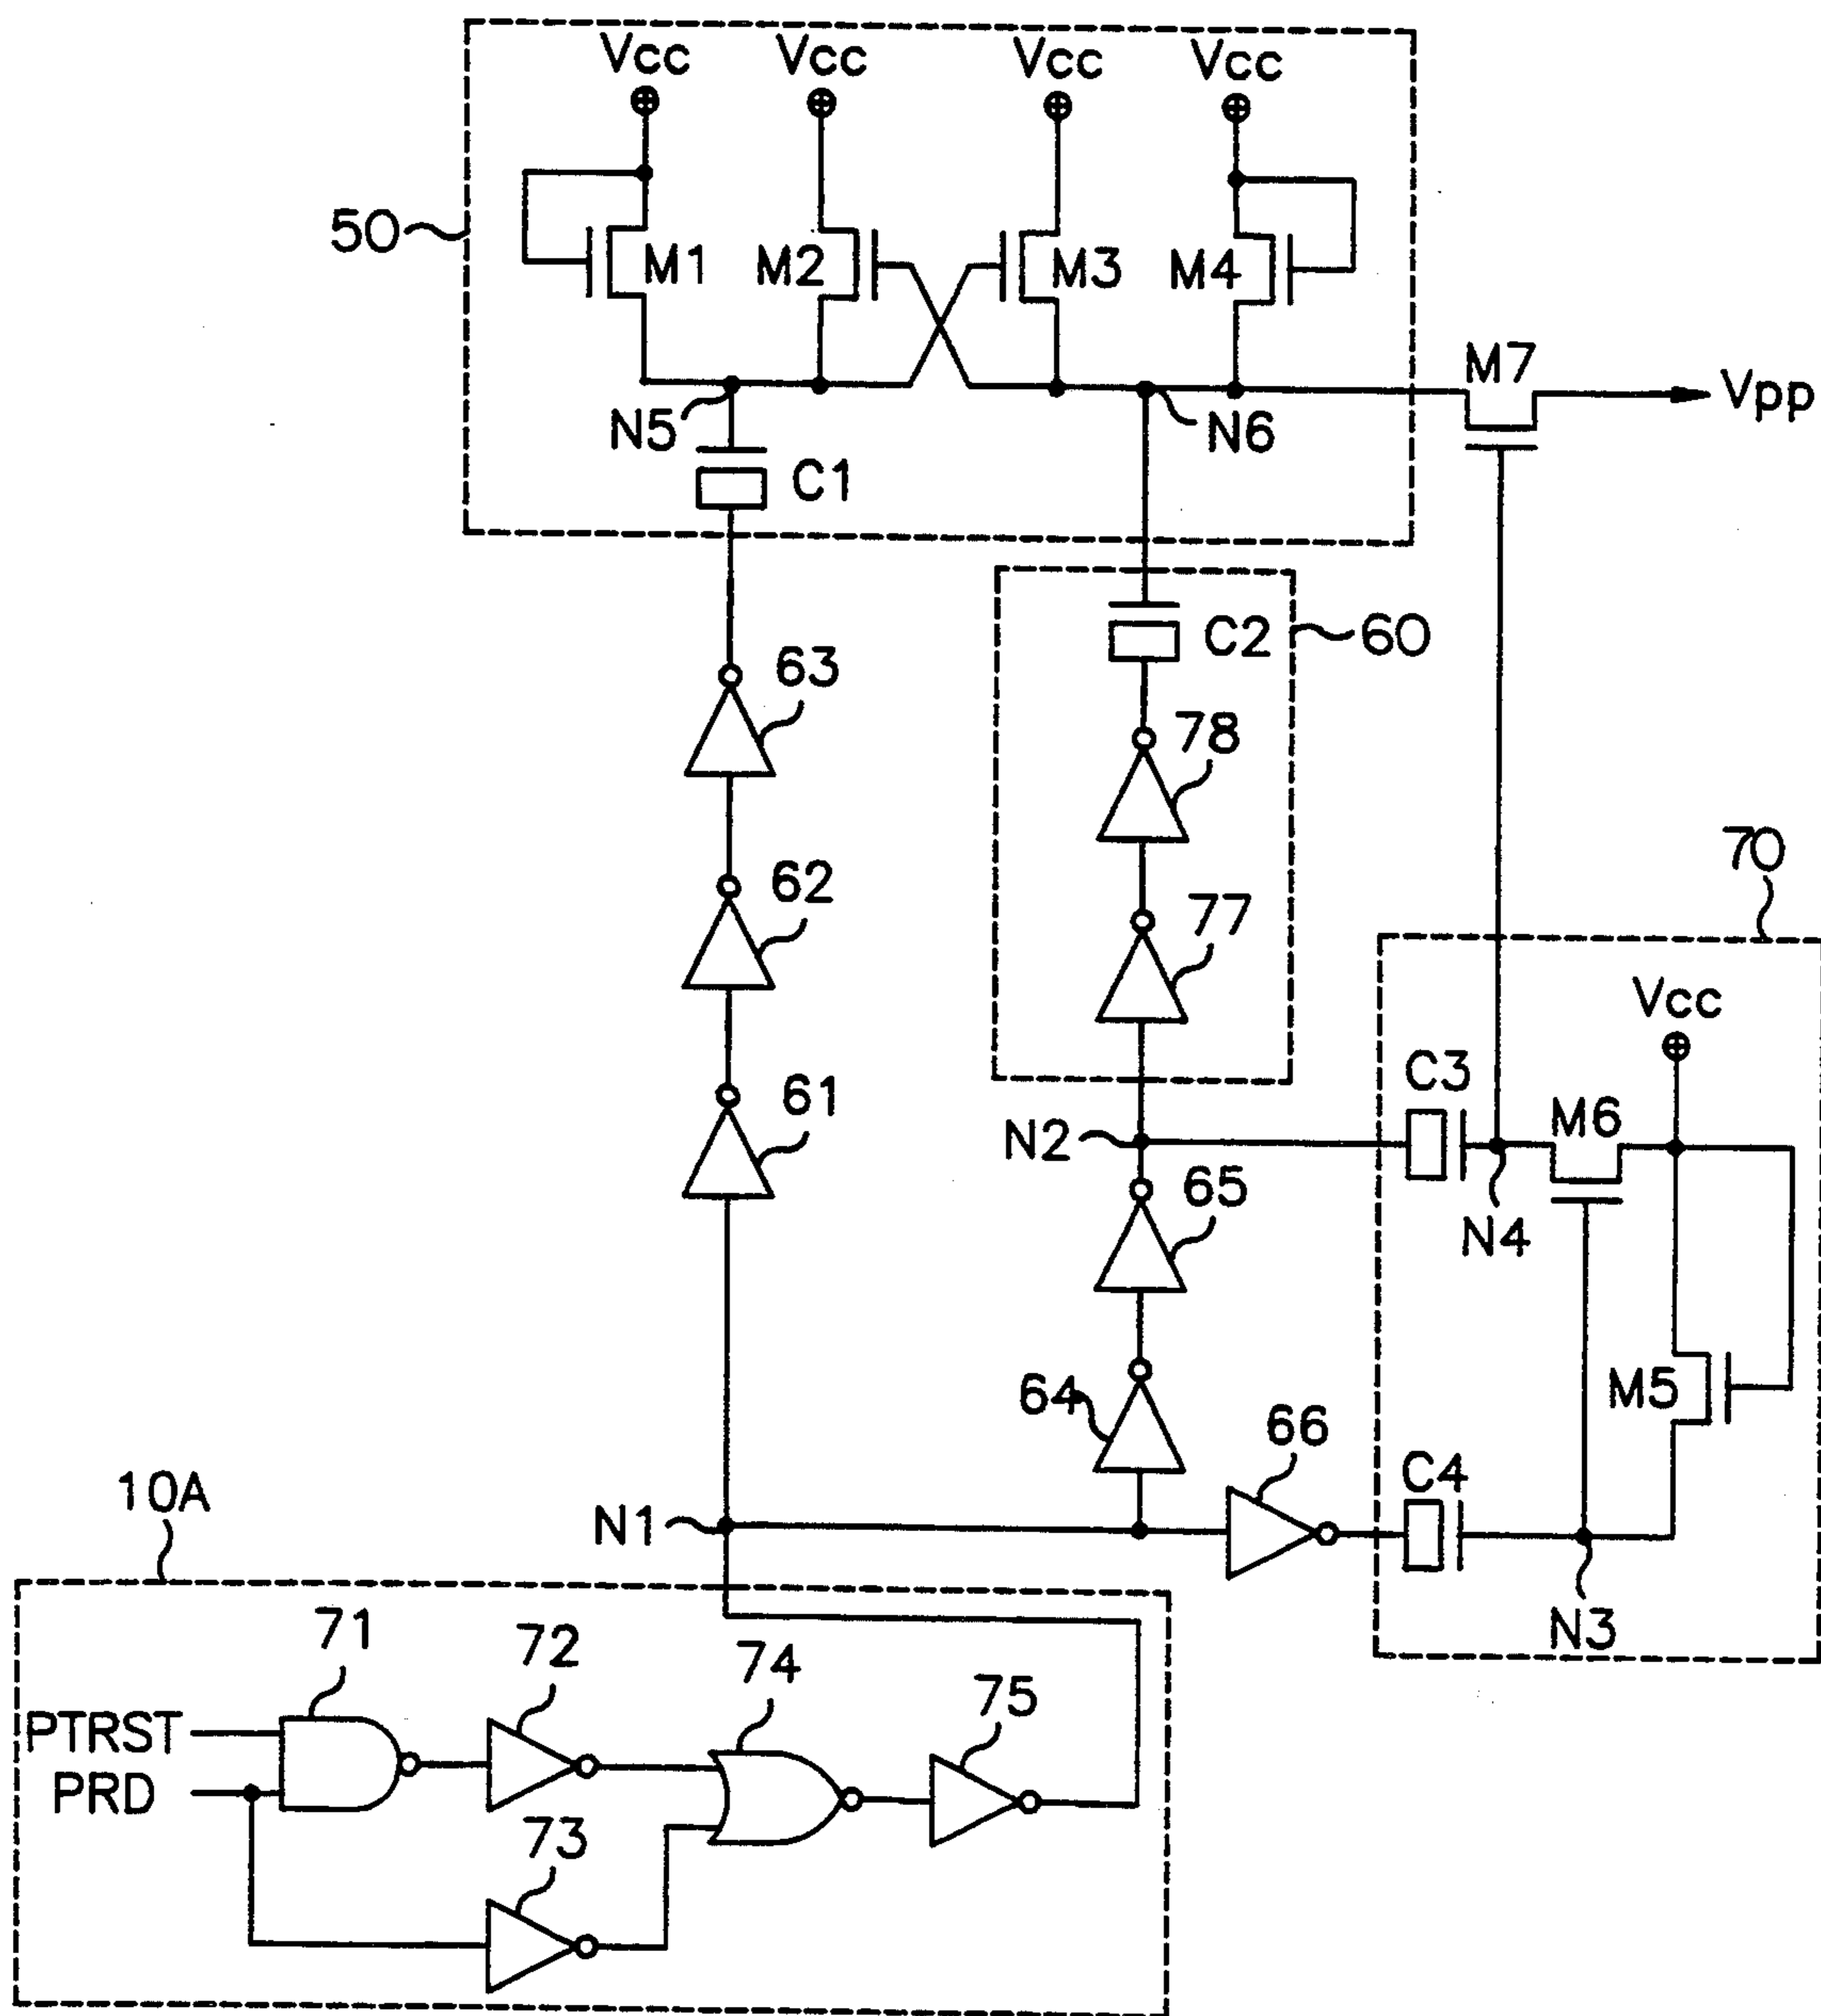 Vcc Vcc Vcc Vcc
50 M1 M2 M3 M4
M7
Vpp
N5 N6
C1
C2 60
63
78
70
62
77
Vcc
C3
61
M6
N2
65
N4
M5
64
66
C4
10A
N1
N3
71 72 74 75
PTRST
PRD
73